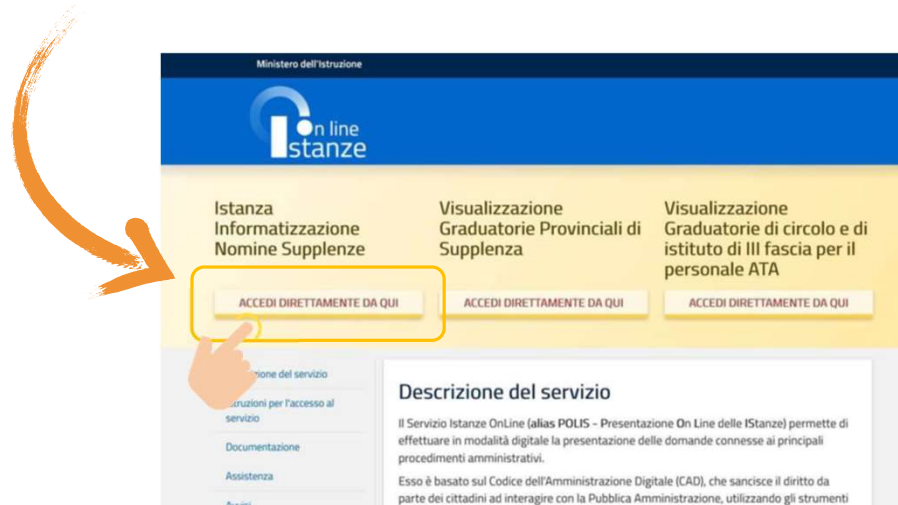 Ministero dell'Istruzione
On line
Istanze
Istanza
Informatizzazione
Nomine Supplenze
ACCEDI DIRETTAMENTE DA QUI
Visualizzazione
Graduatorie Provinciali di
Supplenza
ACCEDI DIRETTAMENTE DA QUI
Visualizzazione
Graduatorie di circolo e di
istituto di III fascia per il
personale ATA
ACCEDI DIRETTAMENTE DA QUI
zione del servizio
struzioni per l'accesso al
servizio
Documentazione
Assistenza
Descrizione del servizio
Il Servizio Istanze OnLine (alias POLIS - Presentazione On Line delle IStanze) permette di
effettuare in modalità digitale la presentazione delle domande connesse ai principali
procedimenti amministrativi.
Esso è basato sul Codice dell'Amministrazione Digitale (CAD), che sancisce il diritto da
parte dei cittadini ad interagire con la Pubblica Amministrazione, utilizzando gli strumenti